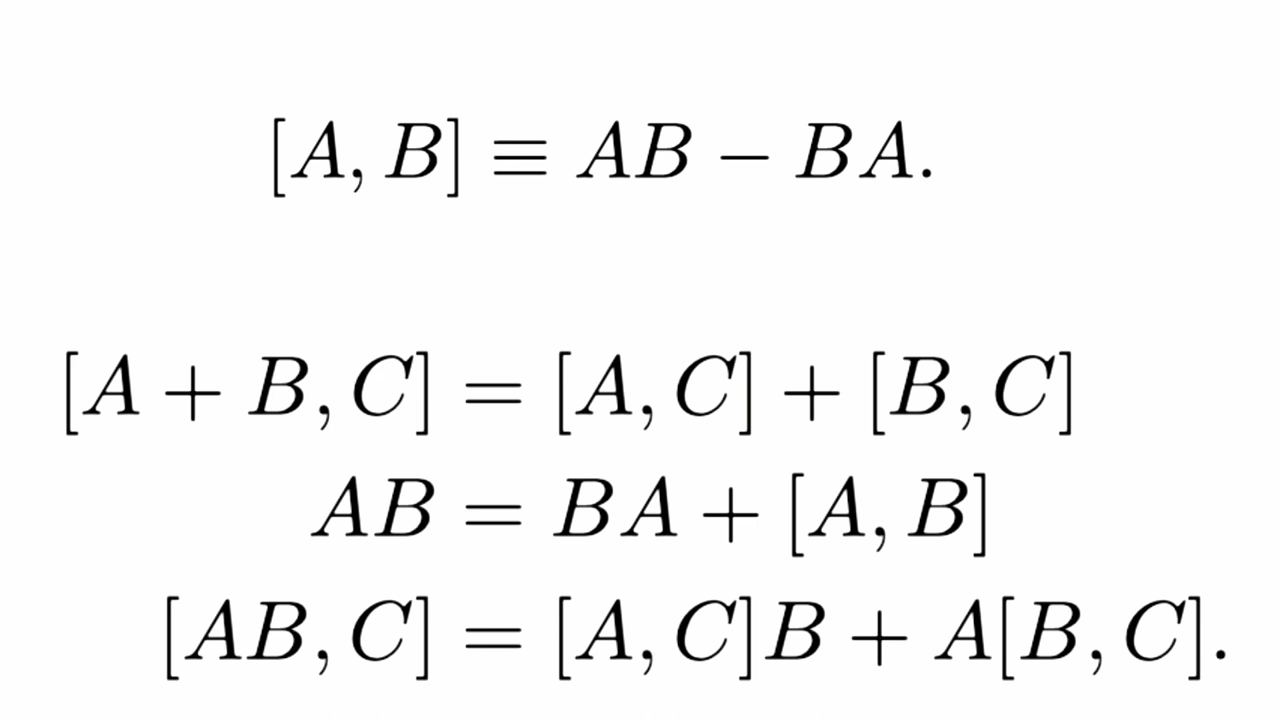 [A, B] ≡ AB − BA.
[A + B, C] = [A, C] + [B, C]
AB = BA + [A, B]
[AB, C] = [A, C]B + A[B, C].